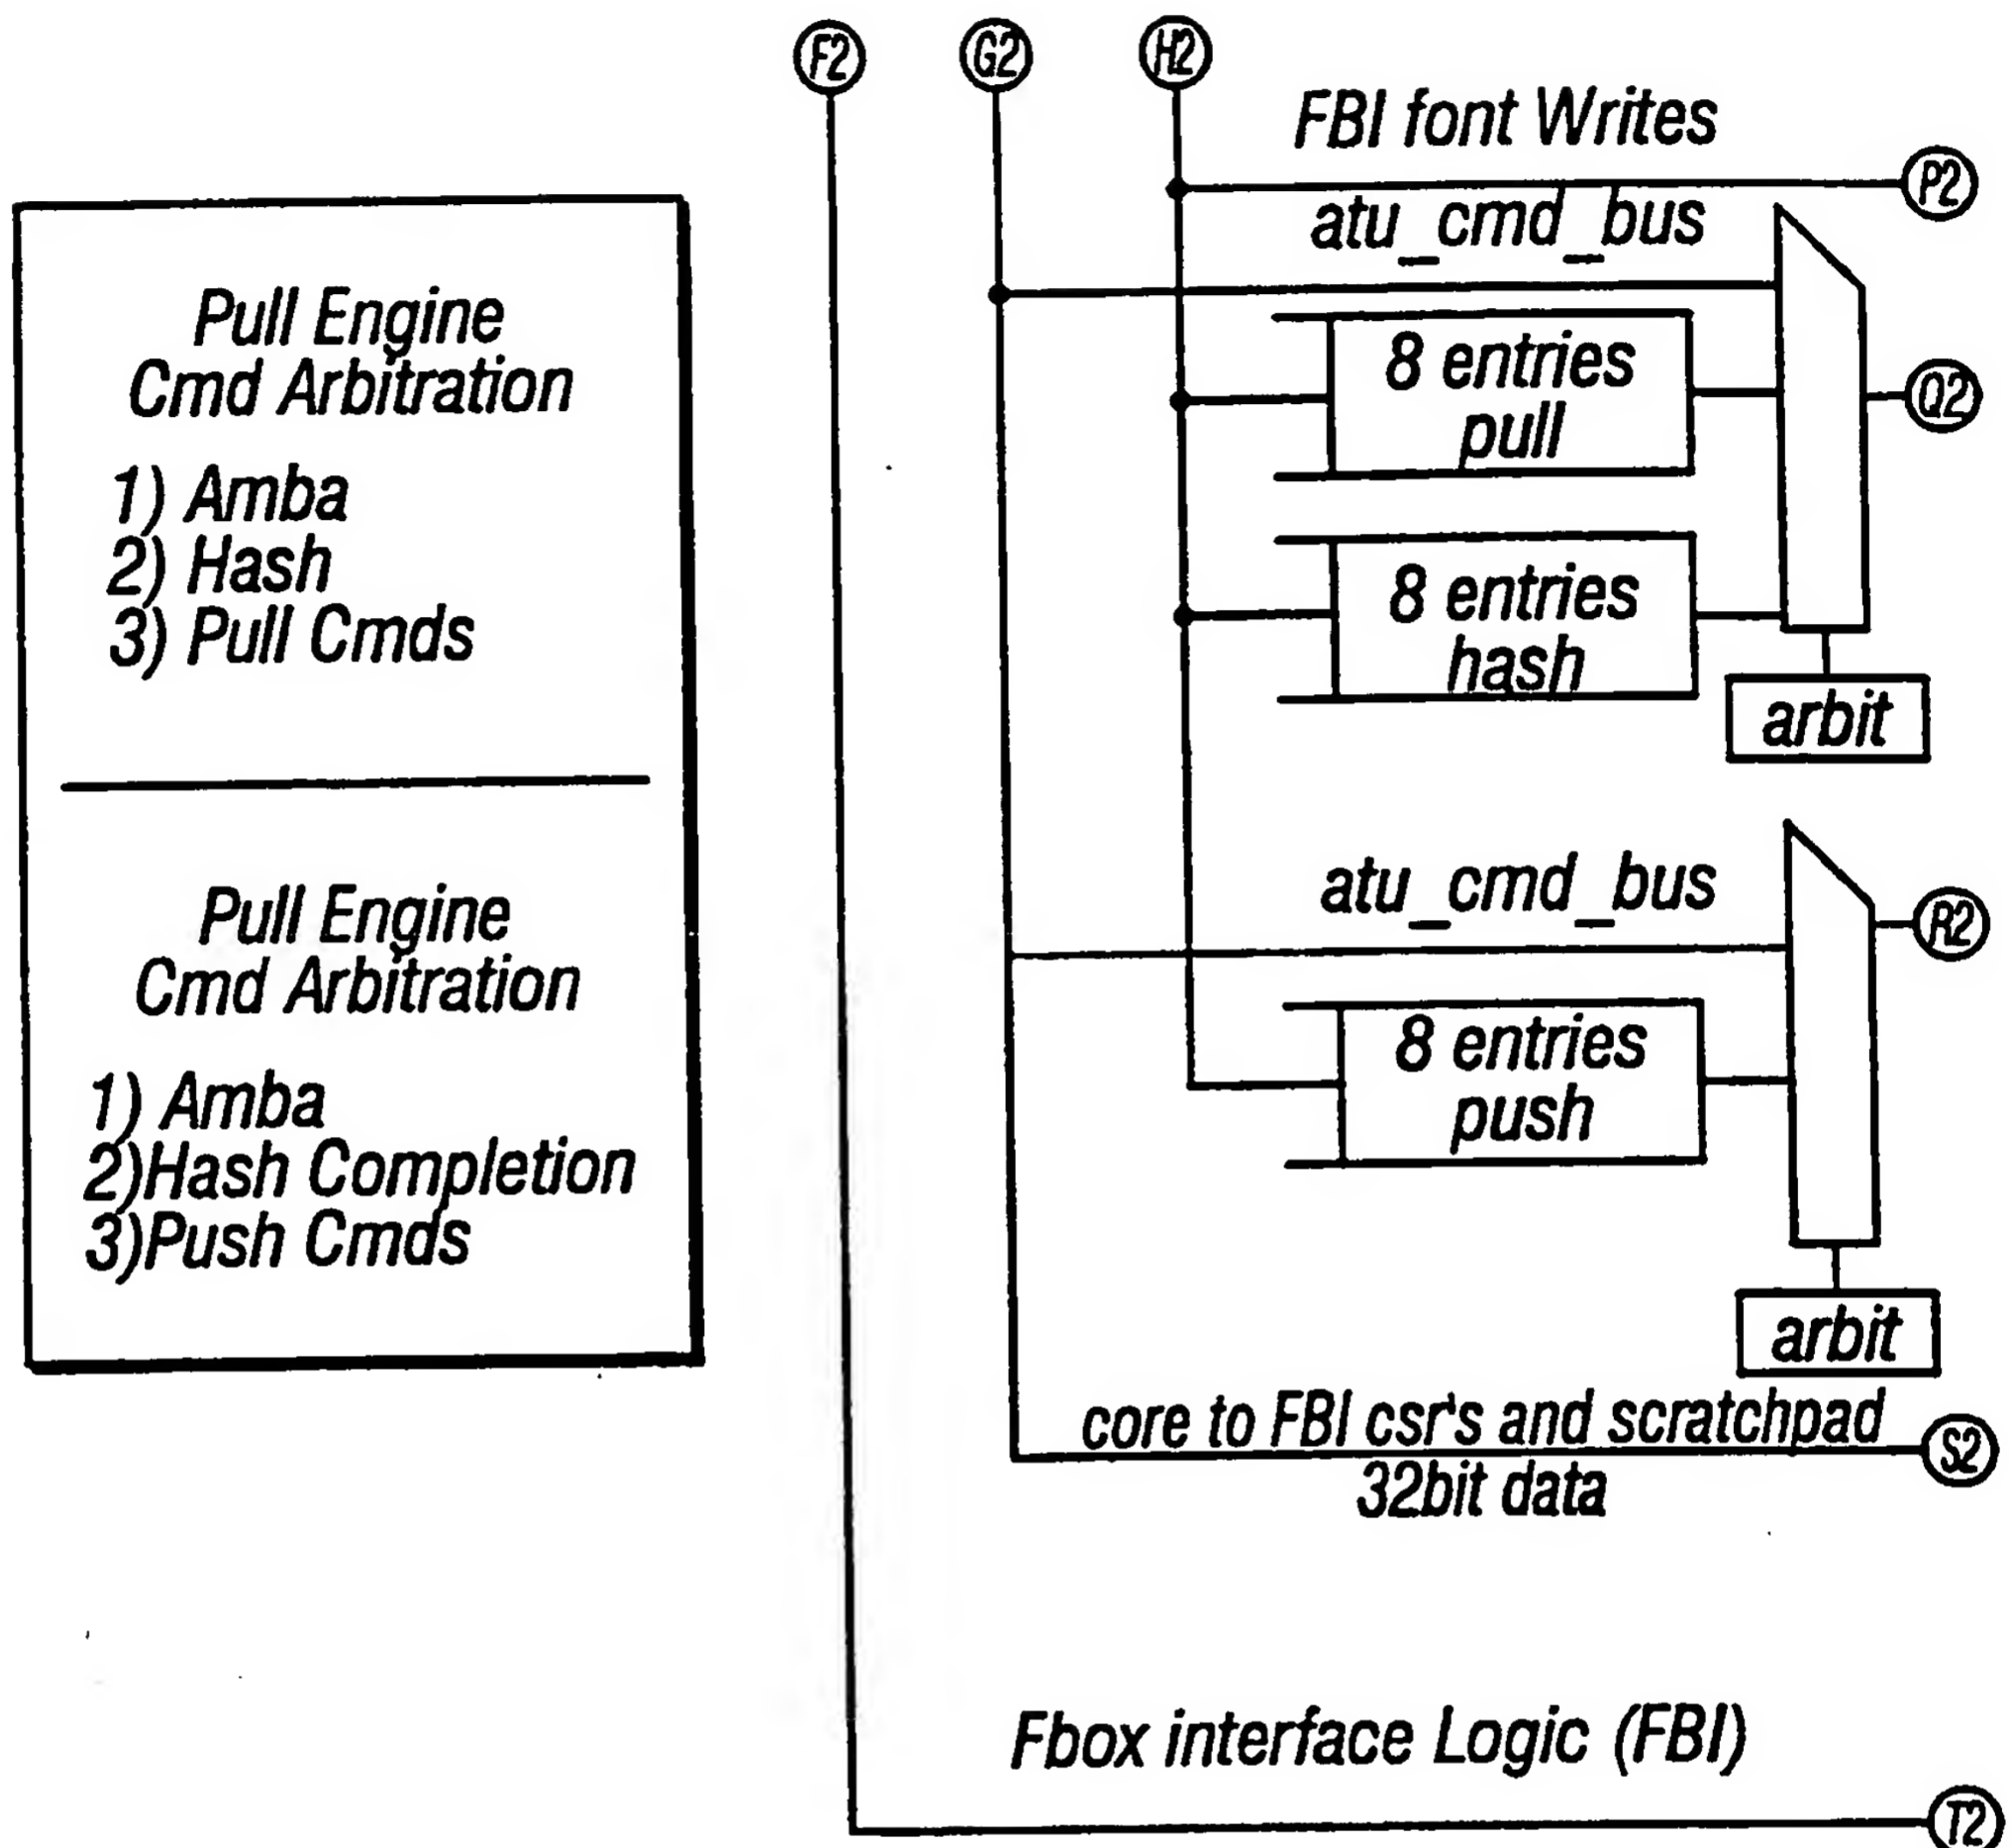 F2
G2
H2
FBI font Writes
P2
atu_cmd_bus
Pull Engine
Cmd Arbitration
1) Amba
2) Hash
3) Pull Cmds
8 entries
pull
Q2
8 entries
hash
arbit
Pull Engine
Cmd Arbitration
1) Amba
2)Hash Completion
3)Push Cmds
atu_cmd_bus
R2
8 entries
push
arbit
core to FBI csr's and scratchpad
S2
32bit data
Fbox interface Logic (FBI)
T2